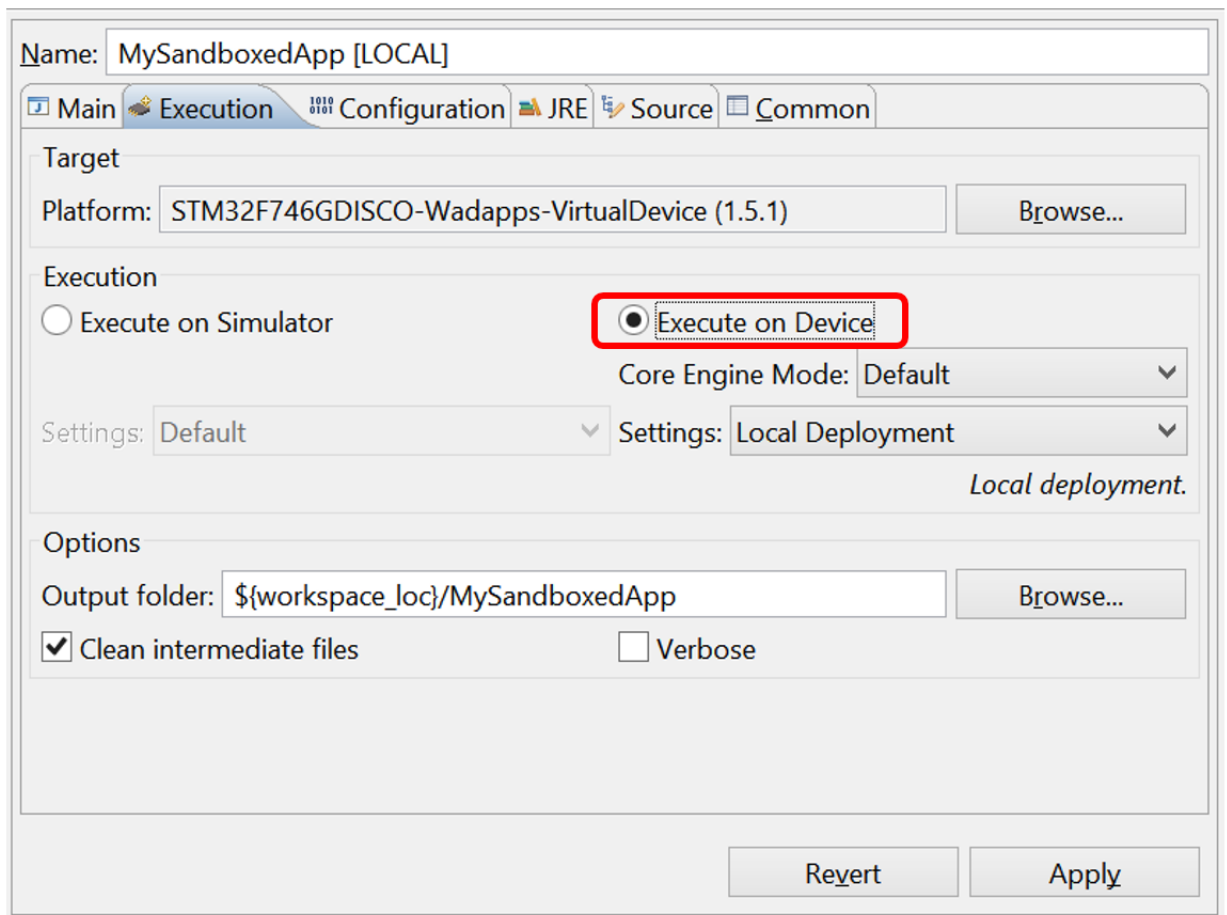 Name: MySandboxedApp [LOCAL]
Main Execution 1010 0101 Configuration JRE Source Common
Target
Platform: STM32F746GDISCO-Wadapps-VirtualDevice (1.5.1) Browse...
Execution
Execute on Simulator Execute on Device
Core Engine Mode: Default
Settings: Default Settings: Local Deployment
Local deployment.
Options
Output folder: ${workspace_loc}/MySandboxedApp Browse...
Clean intermediate files Verbose
Revert Apply